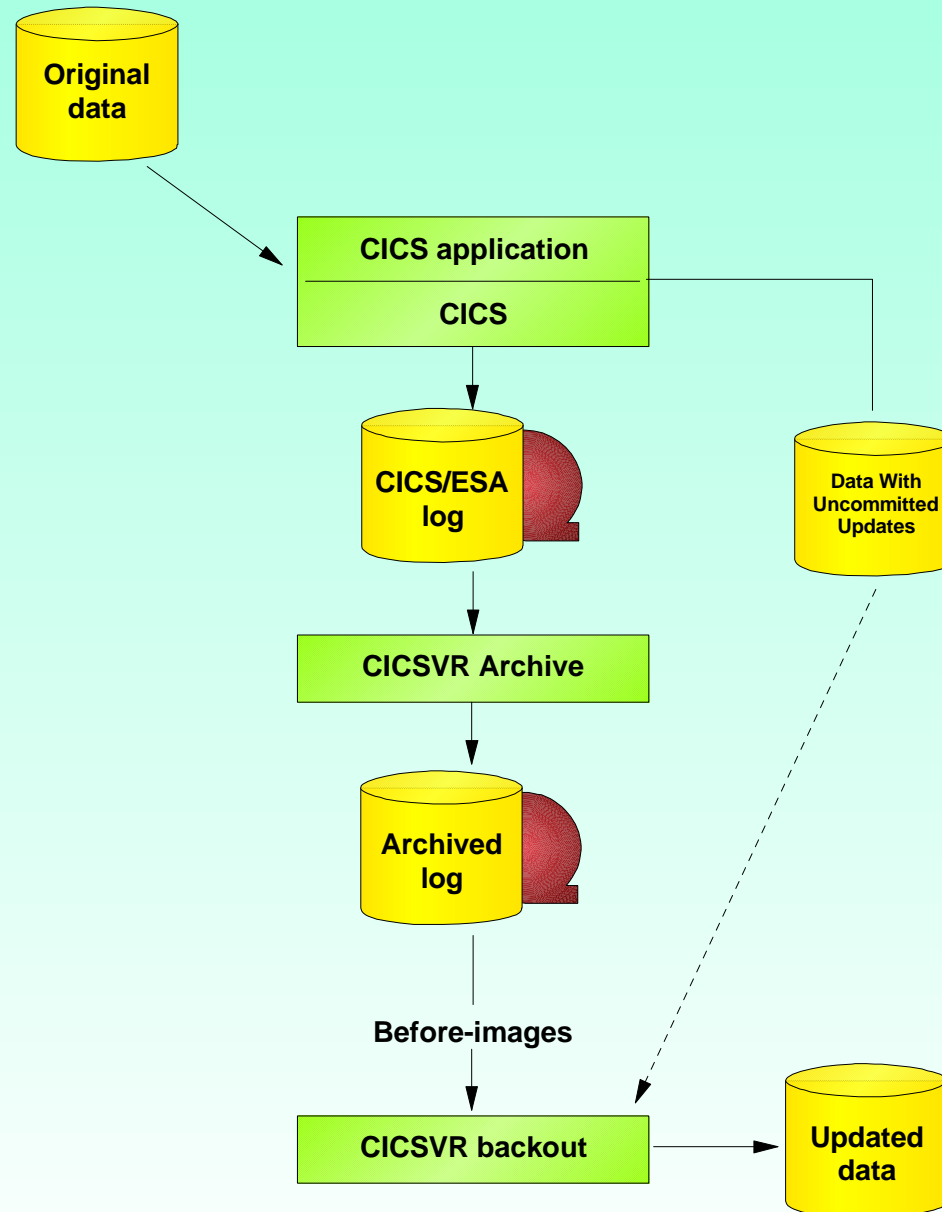 Original
data
CICS application
CICS
CICS/ESA
log
Data With
Uncommitted
Updates
CICSVR Archive
Archived
log
Before-images
CICSVR backout
Updated
data